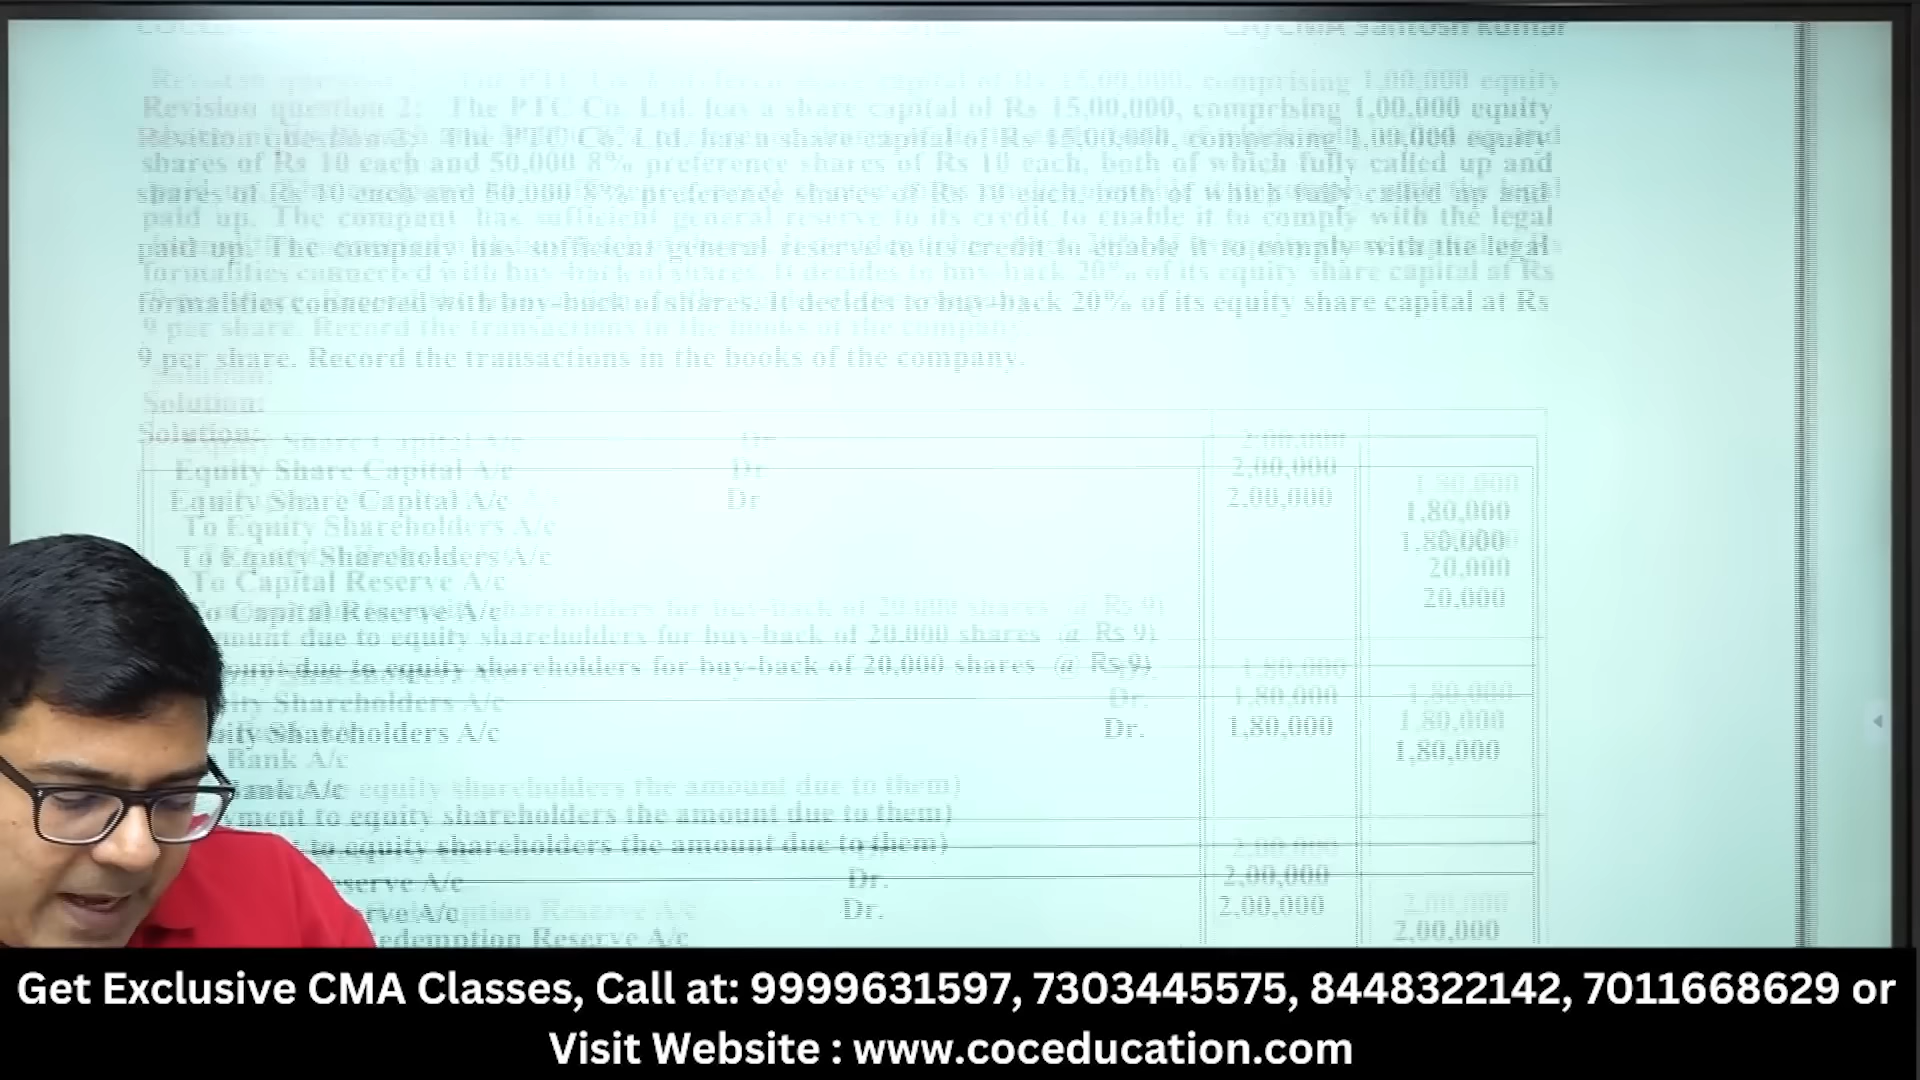 CA/CMA Santosh kumar
Revision question 2: The PTC Co. Ltd. has a share capital of Rs 15,00,000, comprising 1,00,000 equity
shares of Rs 10 each and 50,000 8% preference shares of Rs 10 each, both of which fully called up and
paid up. The company has sufficient general reserve to its credit to enable it to comply with the legal
formalities connected with buy-back of shares. It decides to buy-back 20% of its equity share capital at Rs
9 per share. Record the transactions in the books of the company.
Solution:
Equity Share Capital A/c Dr 2,00,000
To Equity Shareholders A/c 1,80,000
To Capital Reserve A/c 20,000
amount due to equity shareholders for buy-back of 20,000 shares @ Rs 9)
Shareholders A/c Dr. 1,80,000
Bank A/c 1,80,000
to equity shareholders the amount due to them)
Reserve A/c Dr. 2,00,000
Redemption Reserve A/c 2,00,000
Get Exclusive CMA Classes, Call at: 9999631597, 7303445575, 8448322142, 7011668629 or
Visit Website : www.coceducation.com